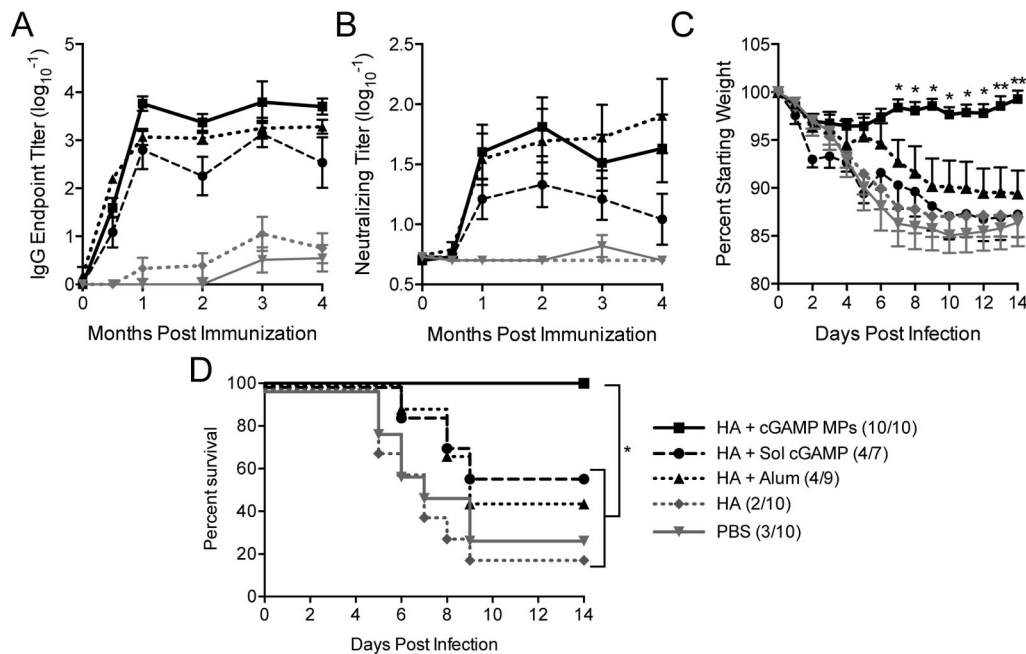 A
IgG Endpoint Titer (log₁₀⁻¹)
5
4
3
2
1
0
0 1 2 3 4
Months Post Immunization
B
Neutralizing Titer (log₁₀⁻¹)
2.5
2.0
1.5
1.0
0.5
0 1 2 3 4
Months Post Immunization
C
Percent Starting Weight
105
100
95
90
85
80
* * * * * * ** **
0 2 4 6 8 10 12 14
Days Post Infection
D
Percent survival
100
80
60
40
20
0
0 2 4 6 8 10 12 14
Days Post Infection
*
HA + cGAMP MPs (10/10)
HA + Sol cGAMP (4/7)
HA + Alum (4/9)
HA (2/10)
PBS (3/10)